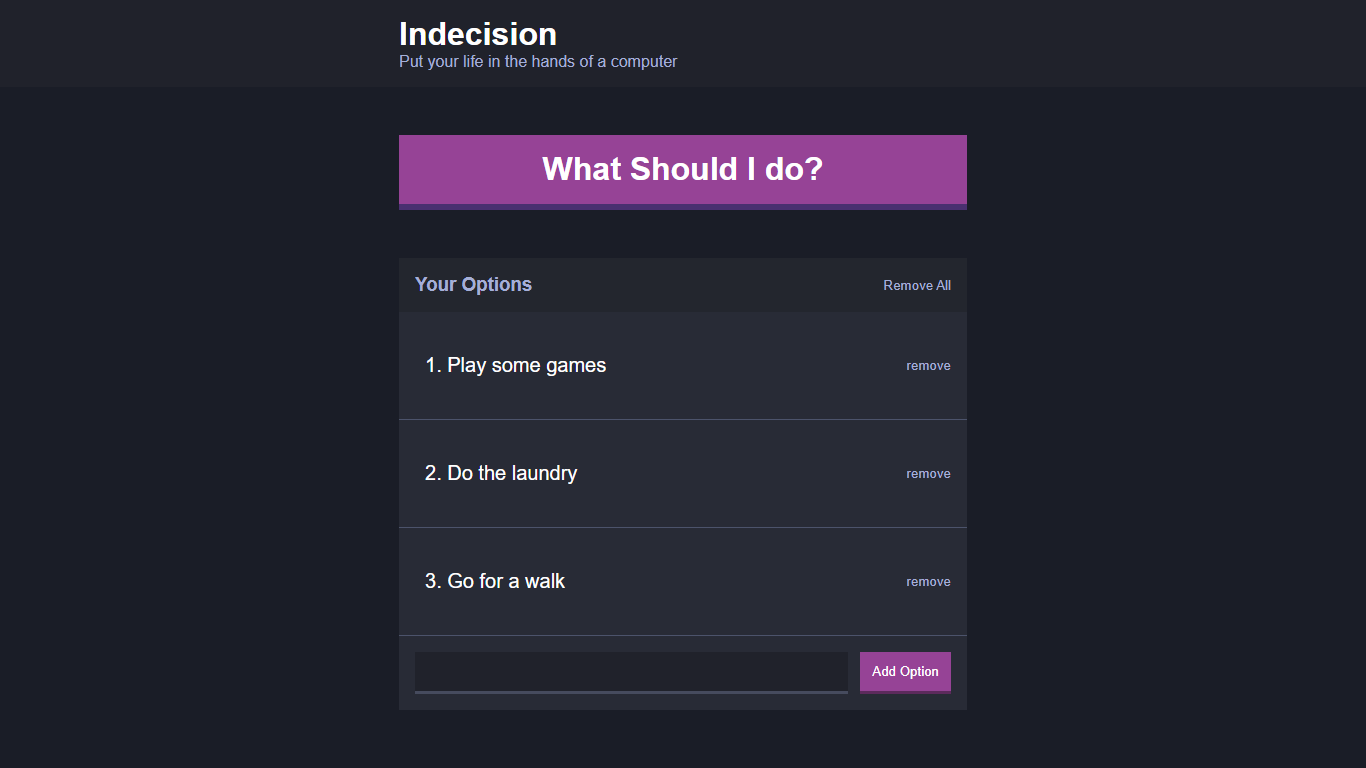 Indecision
Put your life in the hands of a computer
What Should I do?
Your Options
Remove All
1. Play some games
remove
2. Do the laundry
remove
3. Go for a walk
remove
Add Option